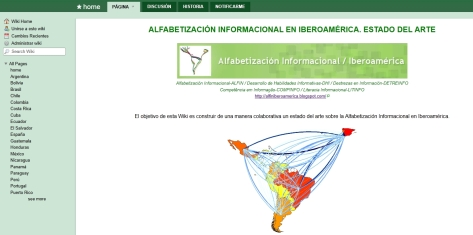 home
PÁGINA
DISCUSIÓN
HISTORIA
NOTIFICARME
Wiki Home
Unirse a este wiki
Cambios Recientes
Administrar wiki
Search Wiki
All Pages
home
Argentina
Bolivia
Brasil
Chile
Colombia
Costa Rica
Cuba
Ecuador
El Salvador
España
Guatemala
Honduras
México
Nicaragua
Panamá
Paraguay
Perú
Portugal
Puerto Rico
see more
ALFABETIZACIÓN INFORMACIONAL EN IBEROAMÉRICA. ESTADO DEL ARTE
Alfabetización Informacional / Iberoamérica
Alfabetización Informacional-ALFIN / Desarrollo de Habilidades Informativas-DHI / Destrezas en Información-DETREINFO
Competência em Informação-COMPINFO / Literacia Informacional-LITINFO
http://alfiniberoamerica.blogspot.com/
El objetivo de esta Wiki es construir de una manera colaborativa un estado del arte sobre la Alfabetización Informacional en Iberoamérica.